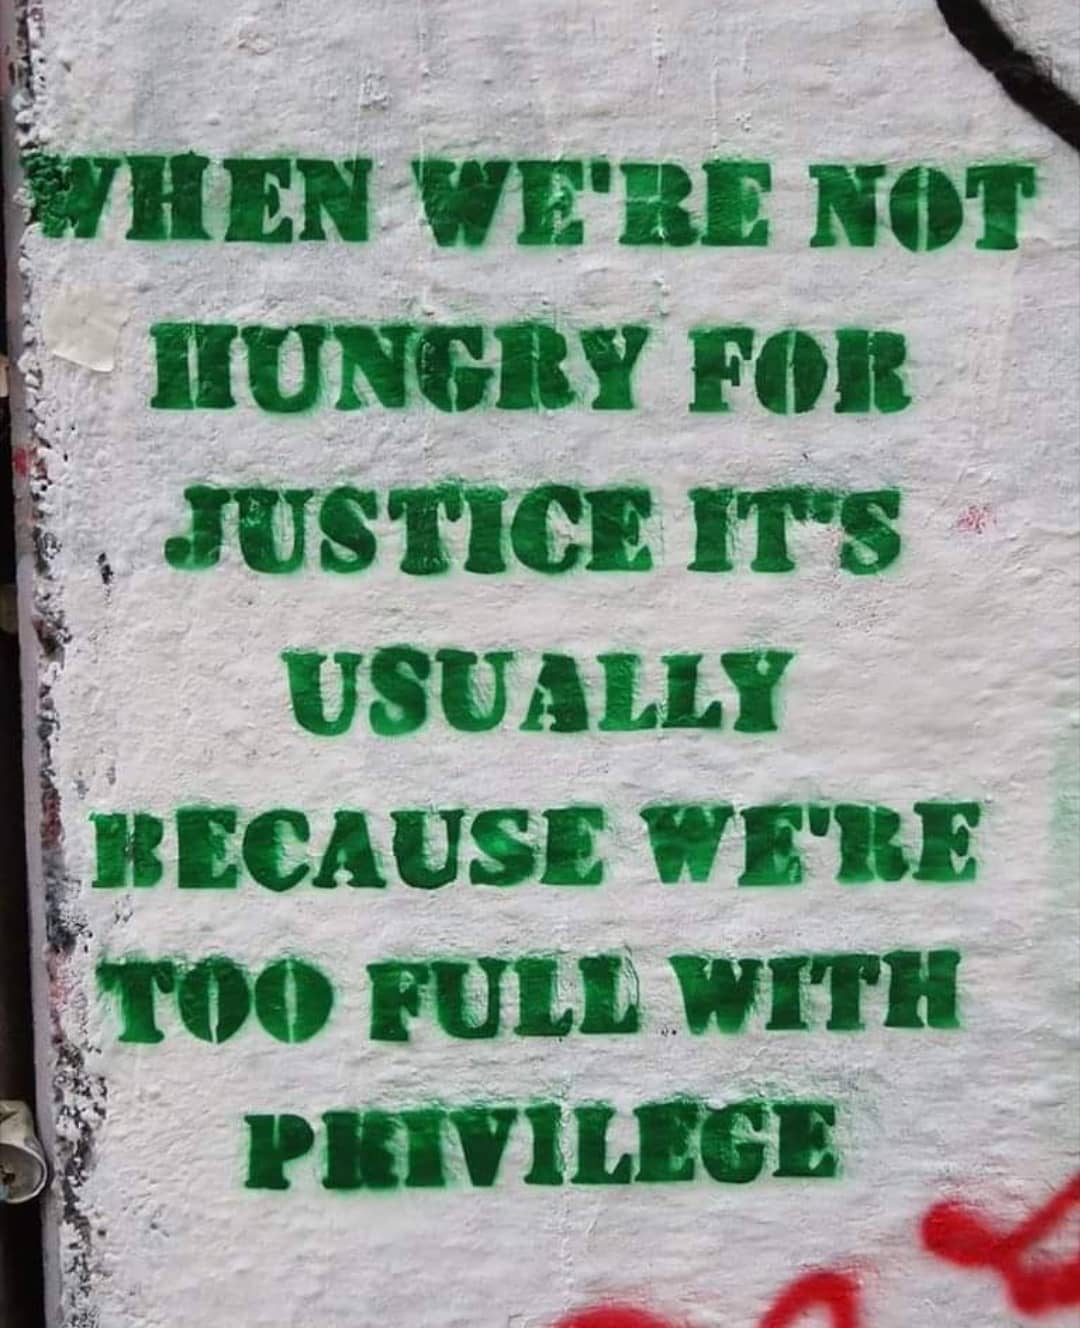 WHEN WE'RE NOT
HUNGRY FOR
JUSTICE IT'S
USUALLY
BECAUSE WE'RE
TOO FULL WITH
PRIVILEGE